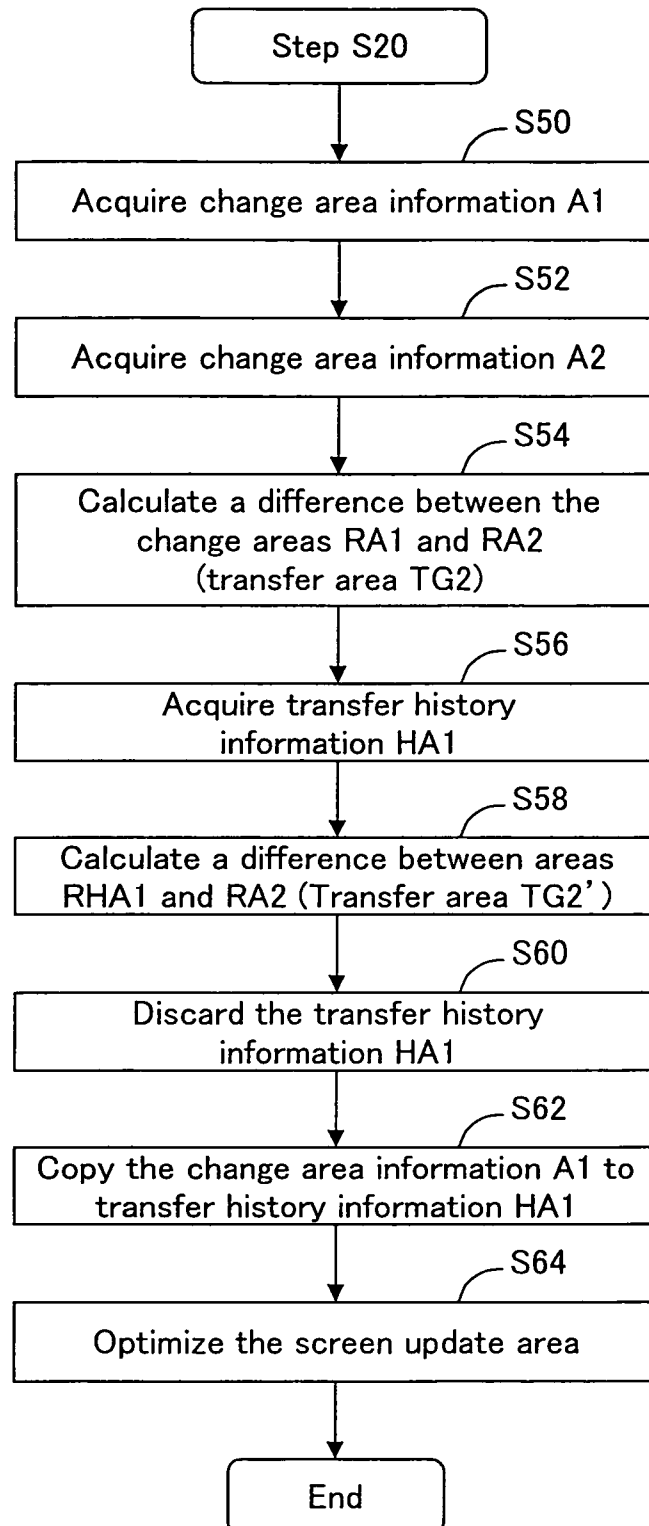 Step S20
S50
Acquire change area information A1
S52
Acquire change area information A2
S54
Calculate a difference between the
change areas RA1 and RA2
(transfer area TG2)
S56
Acquire transfer history
information HA1
S58
Calculate a difference between areas
RHA1 and RA2 (Transfer area TG2’)
S60
Discard the transfer history
information HA1
S62
Copy the change area information A1 to
transfer history information HA1
S64
Optimize the screen update area
End